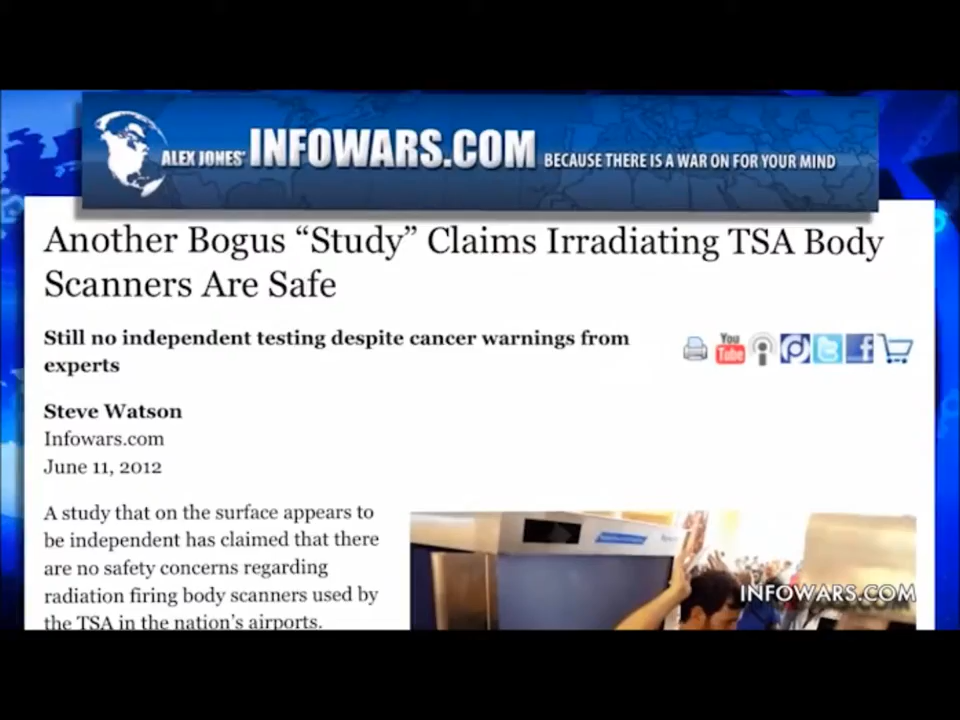 ALEX JONES' INFOWARS.COM BECAUSE THERE IS A WAR ON FOR YOUR MIND
Another Bogus “Study” Claims Irradiating TSA Body
Scanners Are Safe
Still no independent testing despite cancer warnings from
experts
You
Tube
Steve Watson
Infowars.com
June 11, 2012
A study that on the surface appears to
be independent has claimed that there
are no safety concerns regarding
radiation firing body scanners used by
the TSA in the nation’s airports.
INFOWARS.COM